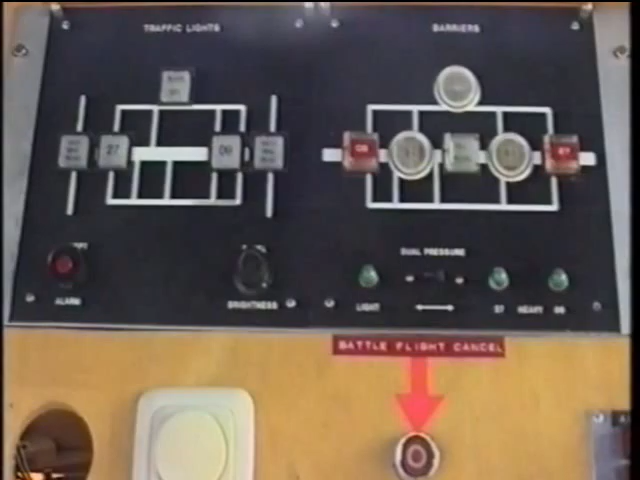 TRAFFIC LIGHTS
BARRIERS
27
09
09
27
DUAL PRESSURE
ALARM
BRIGHTNESS
LIGHT
27
HEAVY
09
BATTLE FLIGHT CANCEL